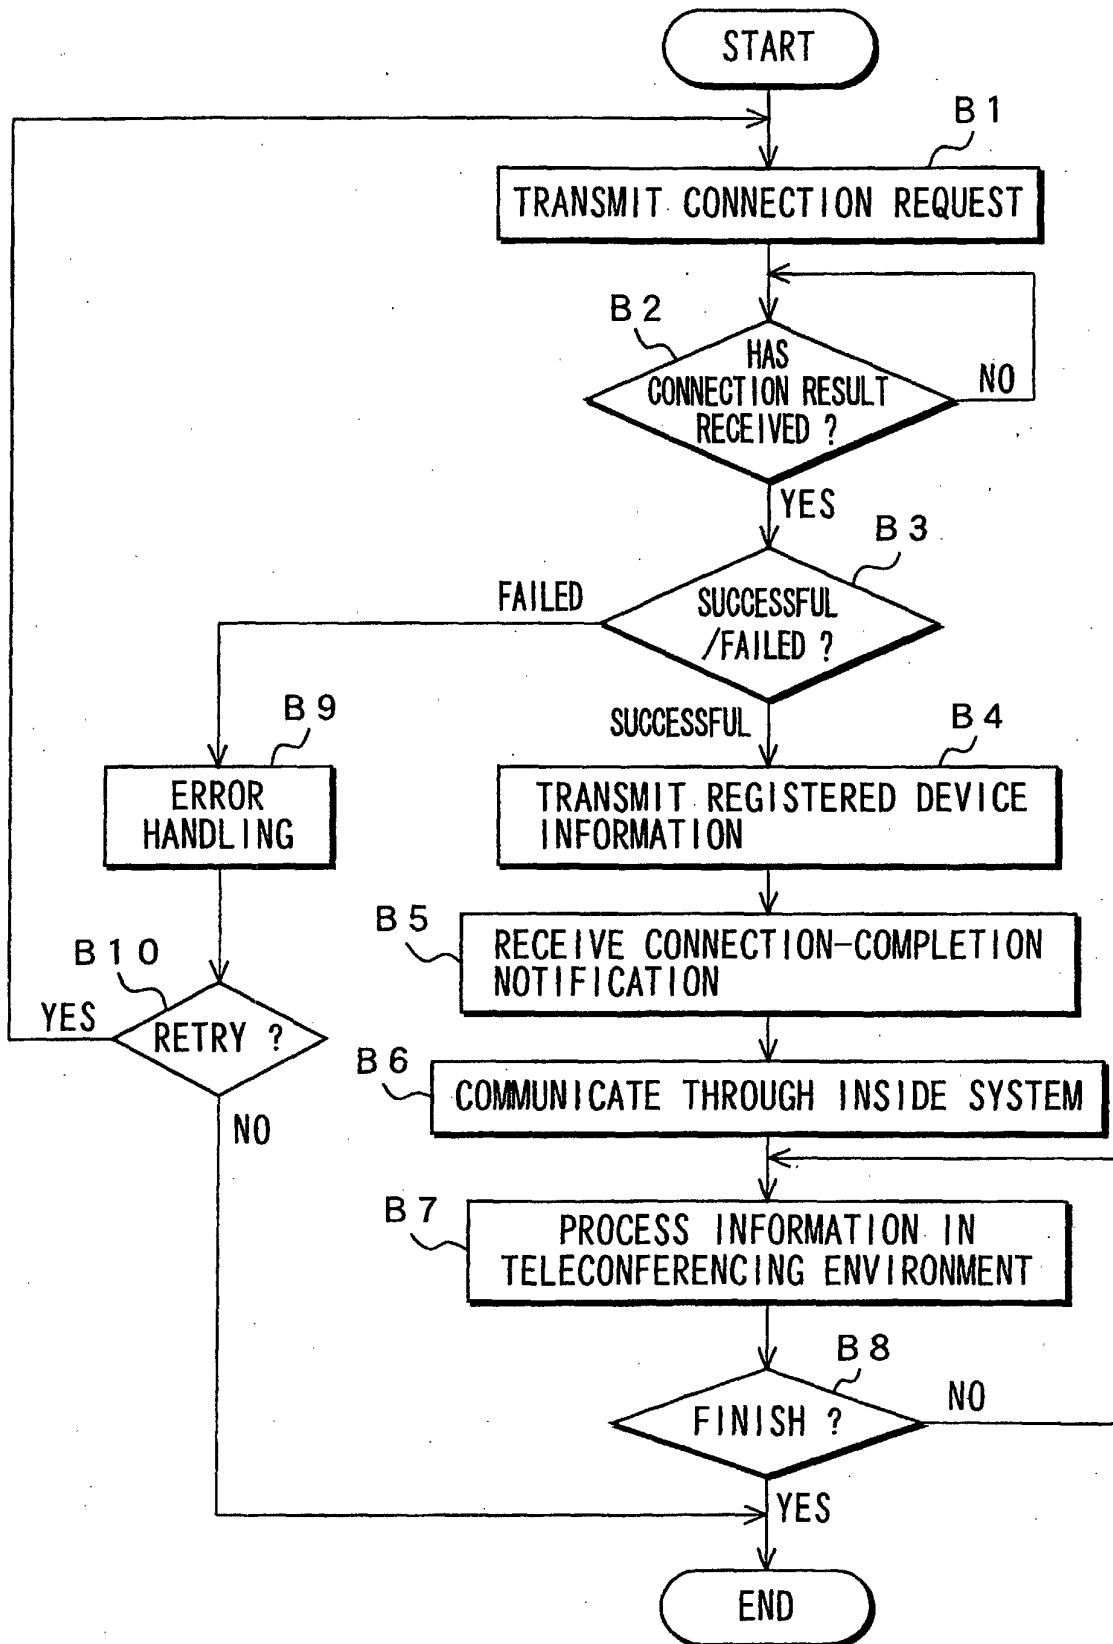 START
B1
TRANSMIT CONNECTION REQUEST
B2
HAS
CONNECTION RESULT
RECEIVED ?
NO
YES
B3
FAILED
SUCCESSFUL
/FAILED ?
B9
SUCCESSFUL
B4
ERROR
HANDLING
TRANSMIT REGISTERED DEVICE
INFORMATION
B5
RECEIVE CONNECTION-COMPLETION
NOTIFICATION
B10
YES
RETRY ?
B6
COMMUNICATE THROUGH INSIDE SYSTEM
NO
B7
PROCESS INFORMATION IN
TELECONFERENCING ENVIRONMENT
B8
FINISH ?
NO
YES
END